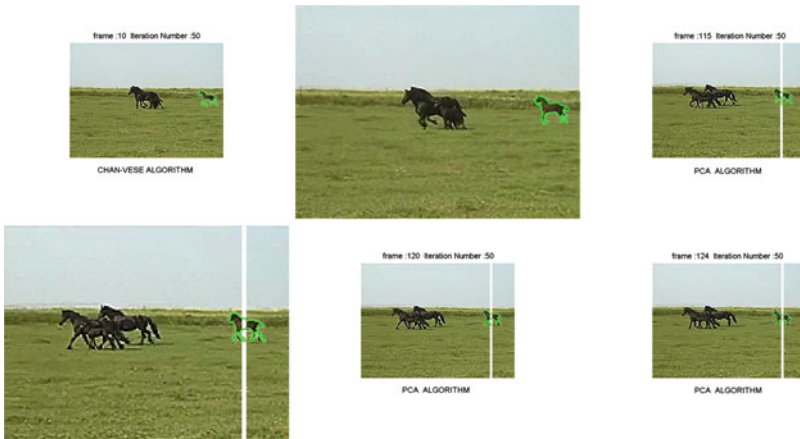 frame :10  Iteration Number :50
CHAN-VESE ALGORITHM
frame :115  Iteration Number :50
PCA  ALGORITHM
frame :120  Iteration Number :50
PCA  ALGORITHM
frame :124  Iteration Number :50
PCA  ALGORITHM